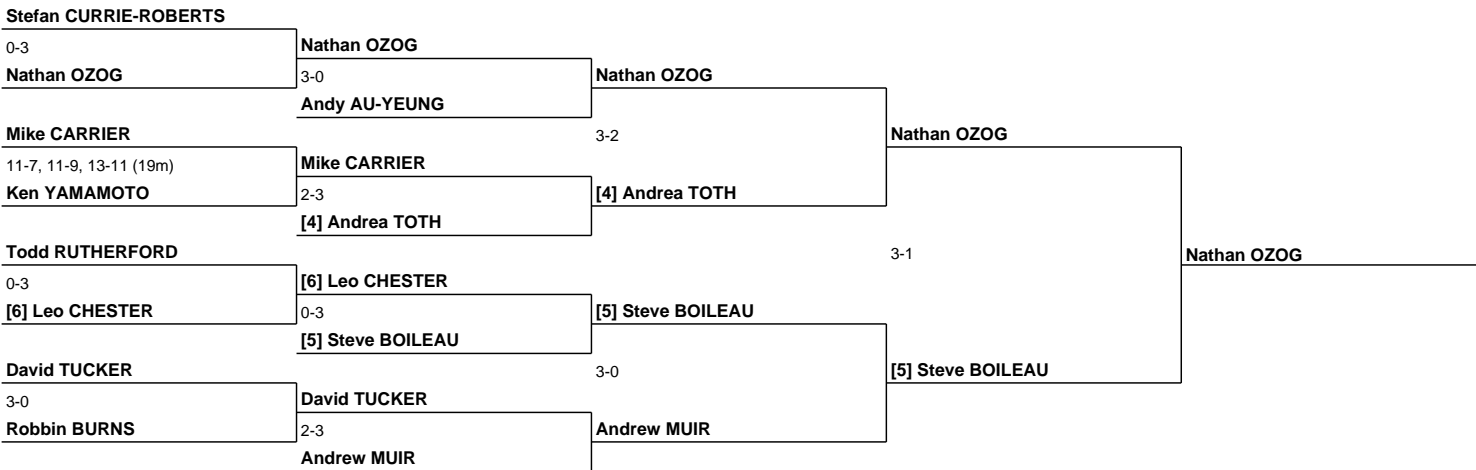 Stefan CURRIE-ROBERTS
0-3
Nathan OZOG
Nathan OZOG
3-0
Nathan OZOG
Andy AU-YEUNG
Mike CARRIER
3-2
Nathan OZOG
11-7, 11-9, 13-11 (19m)
Mike CARRIER
Ken YAMAMOTO
2-3
[4] Andrea TOTH
[4] Andrea TOTH
Todd RUTHERFORD
3-1
Nathan OZOG
0-3
[6] Leo CHESTER
[6] Leo CHESTER
0-3
[5] Steve BOILEAU
[5] Steve BOILEAU
David TUCKER
3-0
[5] Steve BOILEAU
3-0
David TUCKER
Robbin BURNS
2-3
Andrew MUIR
Andrew MUIR